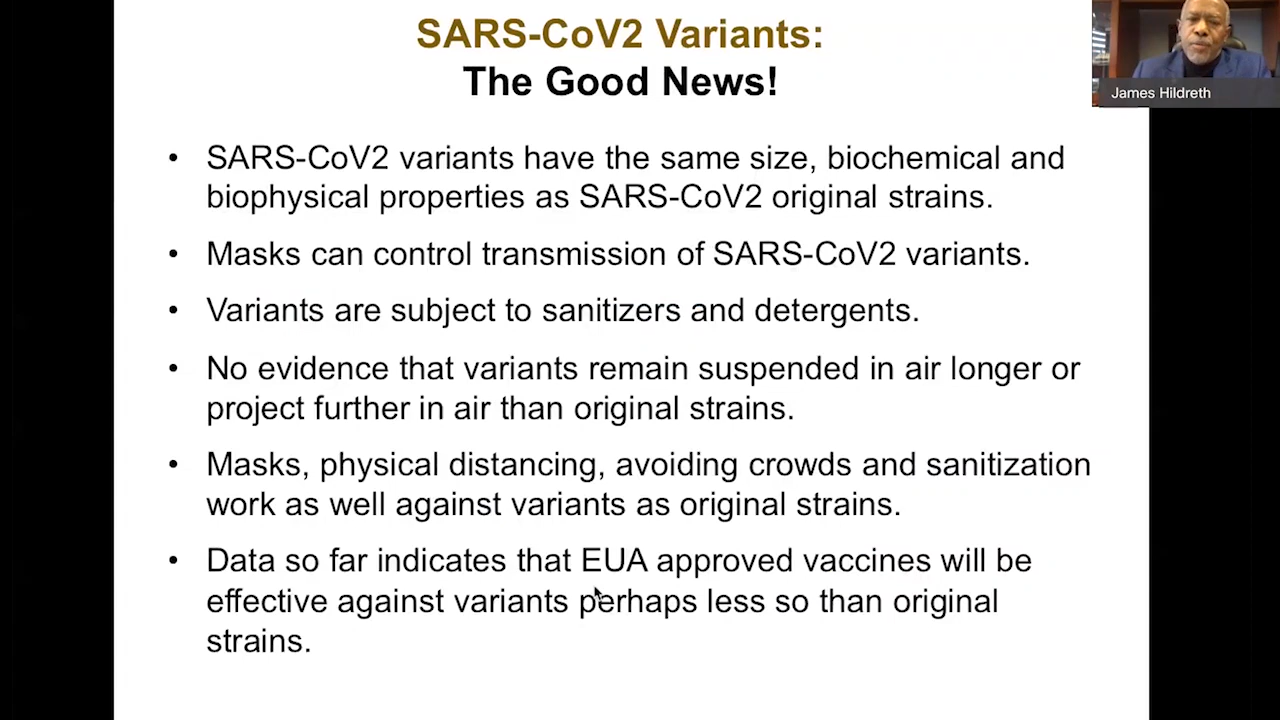 SARS-CoV2 Variants:
The Good News!
James Hildreth
• SARS-CoV2 variants have the same size, biochemical and
biophysical properties as SARS-CoV2 original strains.
• Masks can control transmission of SARS-CoV2 variants.
• Variants are subject to sanitizers and detergents.
• No evidence that variants remain suspended in air longer or
project further in air than original strains.
• Masks, physical distancing, avoiding crowds and sanitization
work as well against variants as original strains.
• Data so far indicates that EUA approved vaccines will be
effective against variants perhaps less so than original
strains.